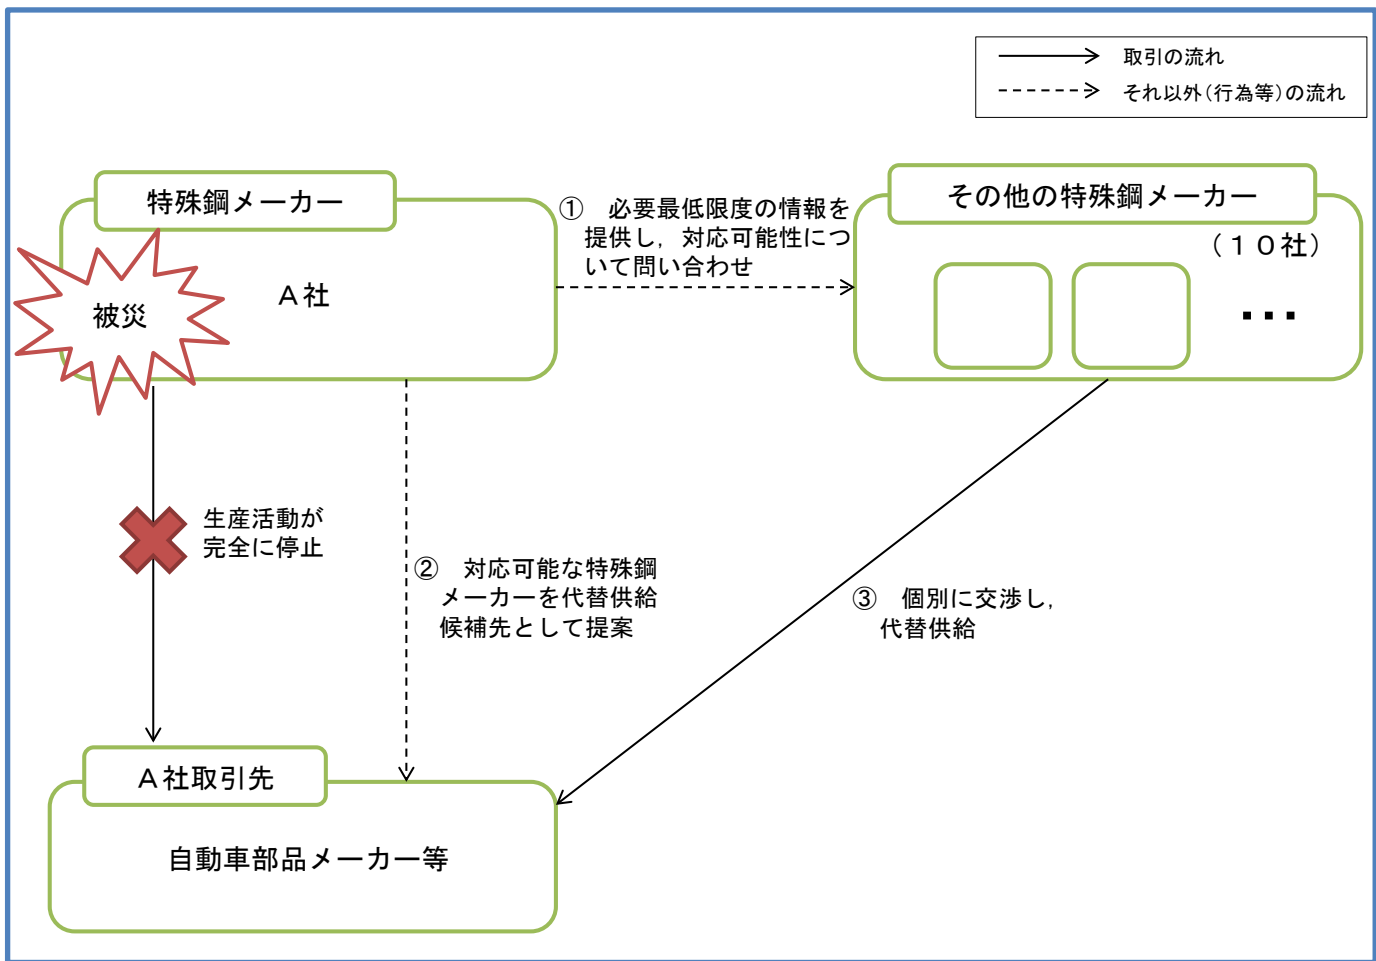 取引の流れ
それ以外（行為等）の流れ
特殊鋼メーカー
Ａ社
被災
① 必要最低限度の情報を
提供し，対応可能性につ
いて問い合わせ
その他の特殊鋼メーカー
（１０社）
･･･
生産活動が
完全に停止
② 対応可能な特殊鋼
メーカーを代替供給
候補先として提案
③ 個別に交渉し，
代替供給
Ａ社取引先
自動車部品メーカー等